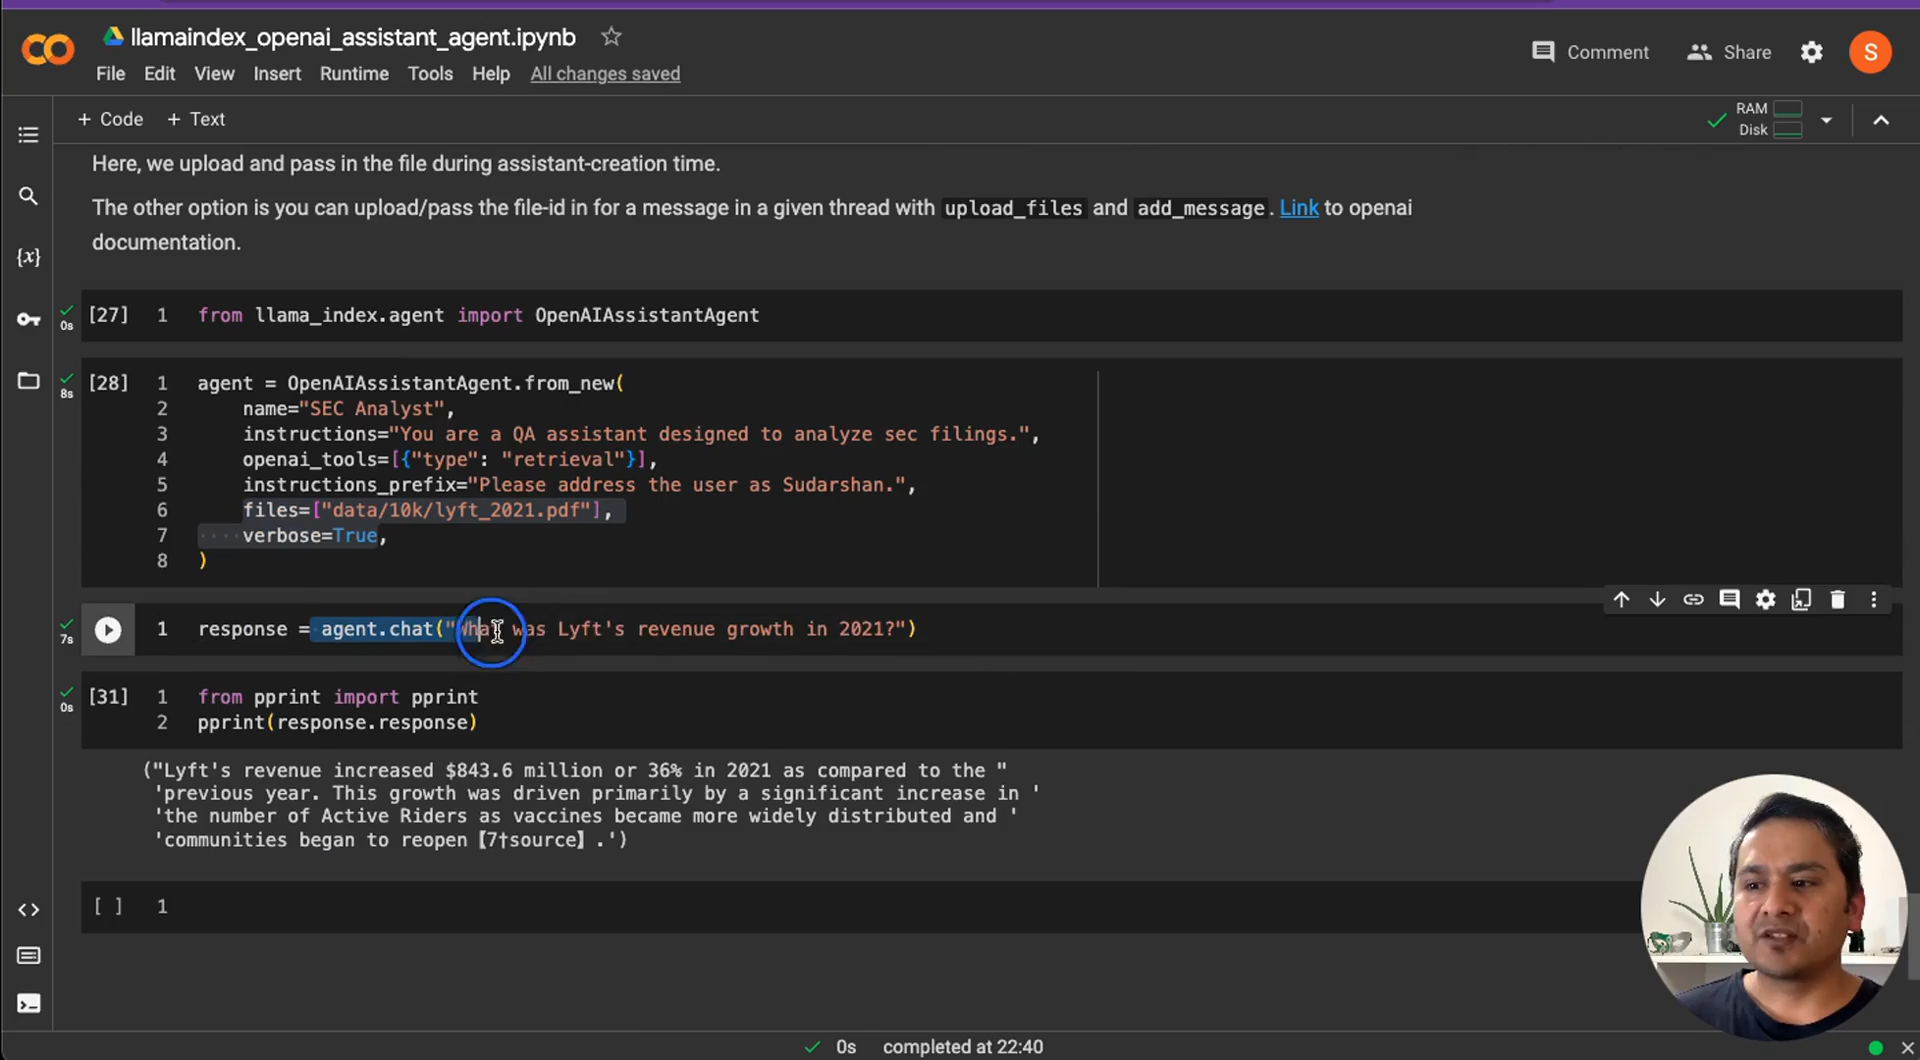 llamaindex_openai_assistant_agent.ipynb
Comment
Share
S
File Edit View Insert Runtime Tools Help All changes saved
+ Code + Text
RAM
Disk
Here, we upload and pass in the file during assistant-creation time.
The other option is you can upload/pass the file-id in for a message in a given thread with upload_files and add_message. Link to openai
documentation.
[27] 1 from llama_index.agent import OpenAIAssistantAgent
0s
[28] 1 agent = OpenAIAssistantAgent.from_new(
8s
2 name="SEC Analyst",
3 instructions="You are a QA assistant designed to analyze sec filings.",
4 openai_tools=[{"type": "retrieval"}],
5 instructions_prefix="Please address the user as Sudarshan.",
6 files=["data/10k/lyft_2021.pdf"],
7 verbose=True,
8 )
1 response = agent.chat("What was Lyft's revenue growth in 2021?")
7s
[31] 1 from pprint import pprint
0s
2 pprint(response.response)
("Lyft's revenue increased $843.6 million or 36% in 2021 as compared to the "
'previous year. This growth was driven primarily by a significant increase in '
'the number of Active Riders as vaccines became more widely distributed and '
'communities began to reopen【7†source】.')
[ ] 1
0s completed at 22:40